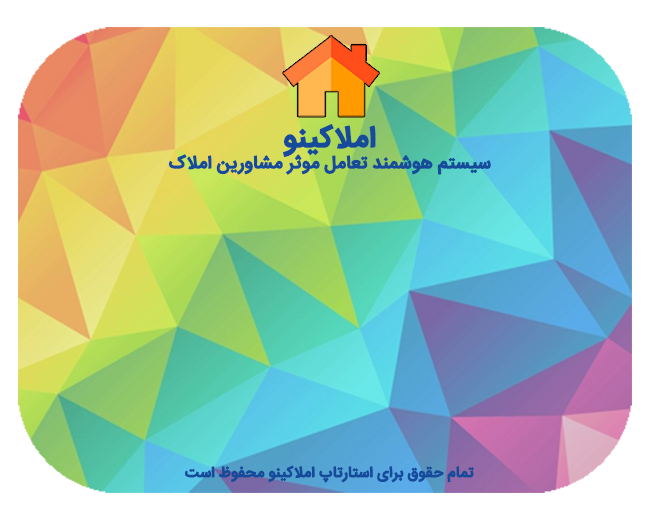 املاکینو
سیستم هوشمند تعامل موثر مشاورین املاک
تمام حقوق برای استارتاپ املاکینو محفوظ است